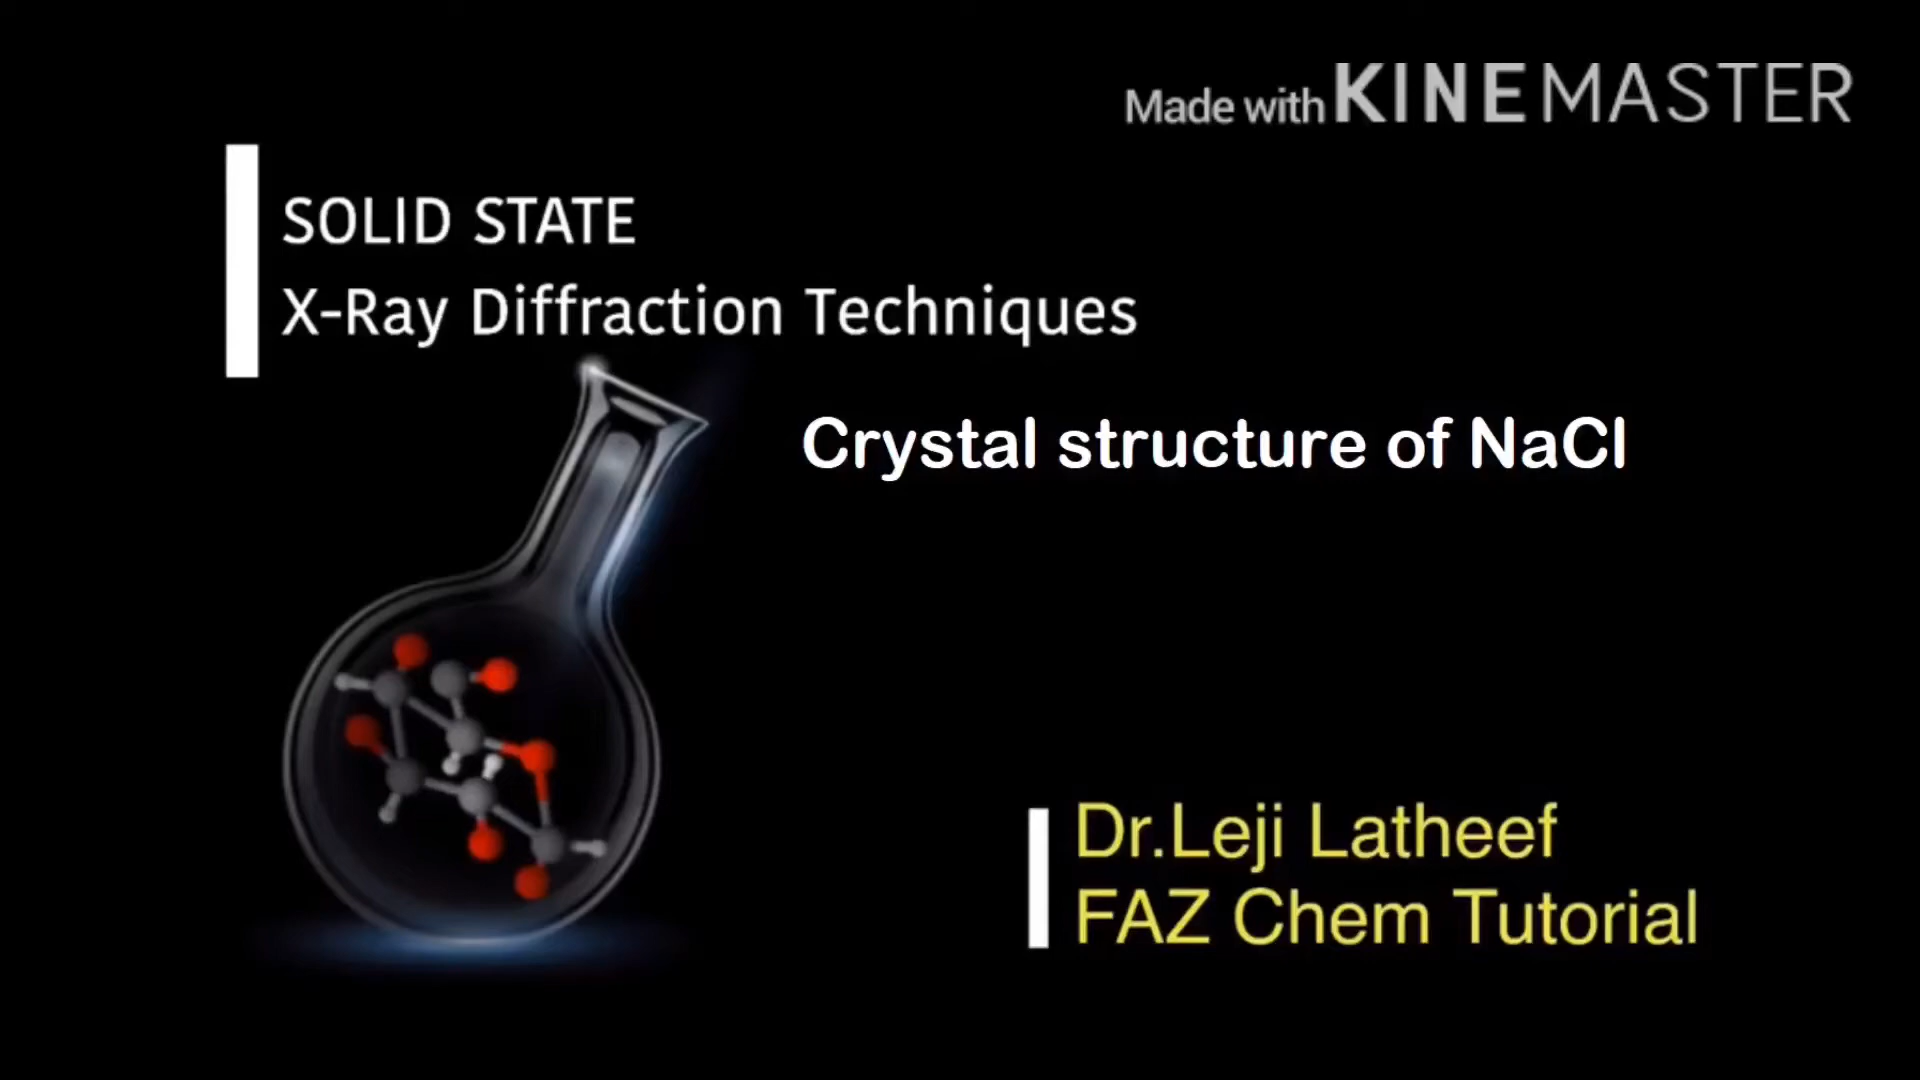 Made with KINEMASTER
SOLID STATE
X-Ray Diffraction Techniques
Crystal structure of NaCl
Dr.Leji Latheef
FAZ Chem Tutorial